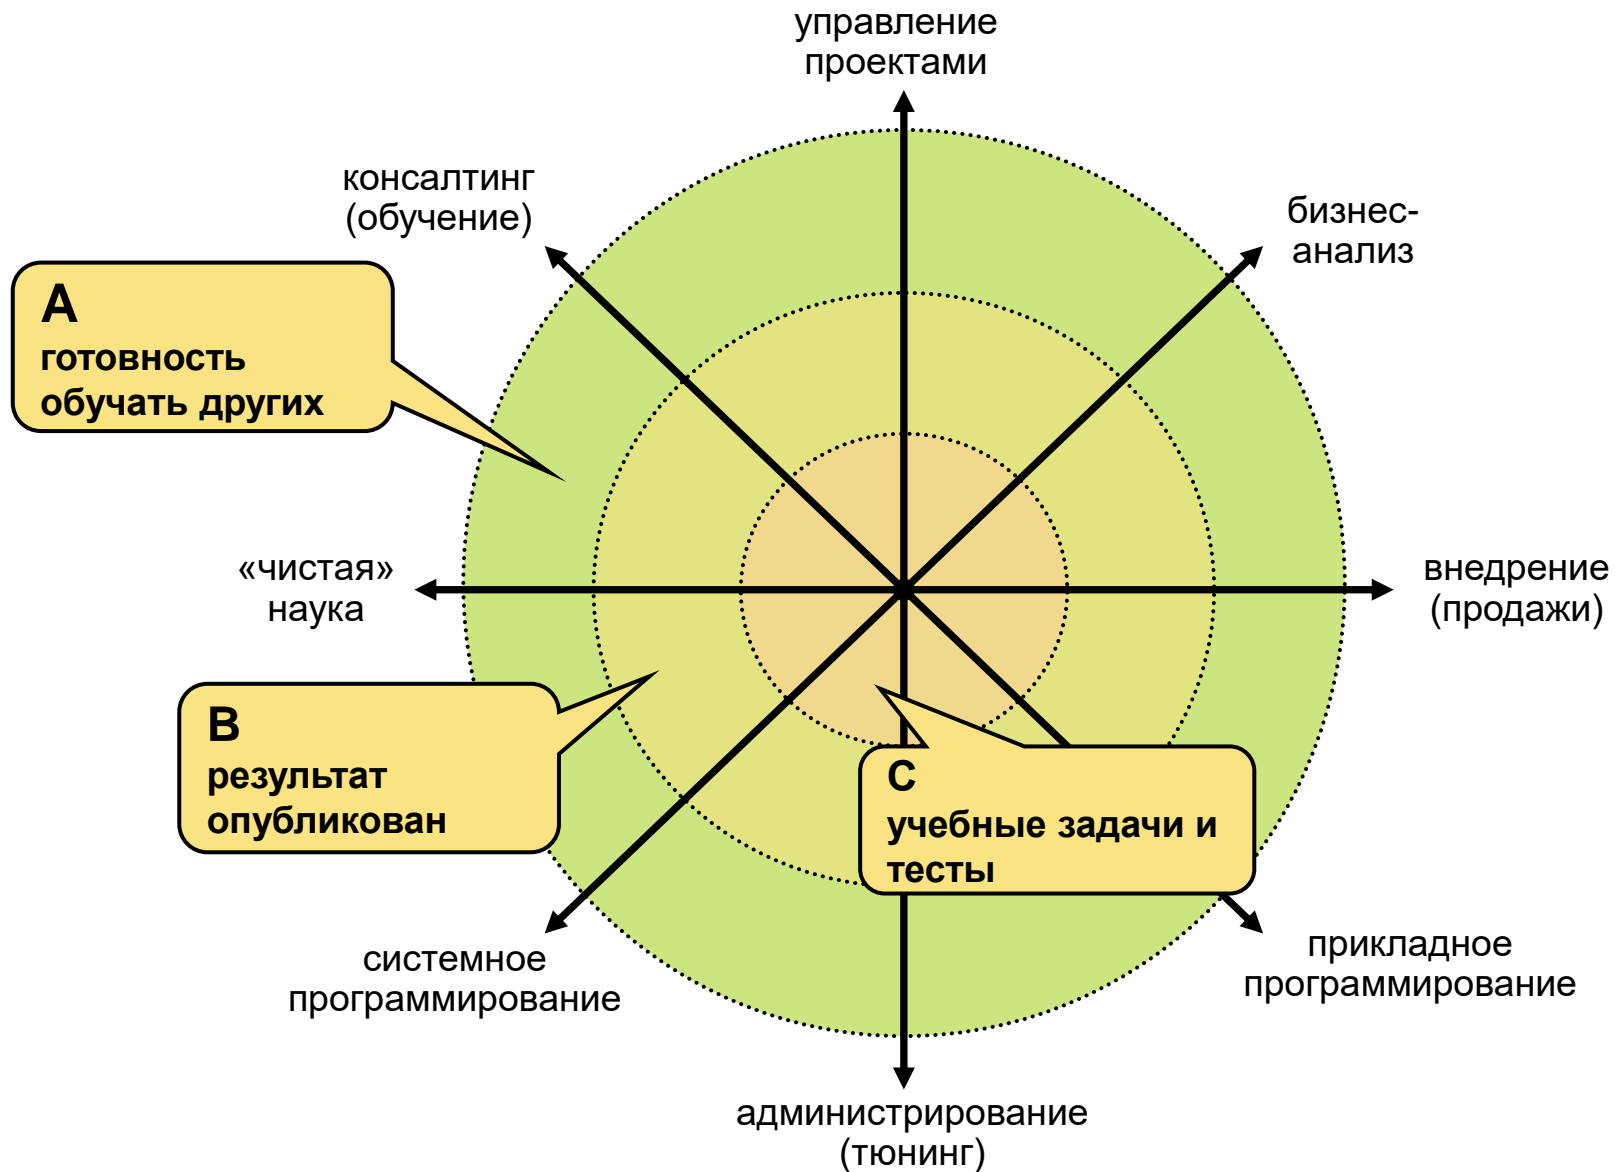 управление
проектами
консалтинг
(обучение)
бизнес-
анализ
A
готовность
обучать других
«чистая»
наука
внедрение
(продажи)
B
результат
опубликован
C
учебные задачи и
тесты
системное
программирование
прикладное
программирование
администрирование
(тюнинг)